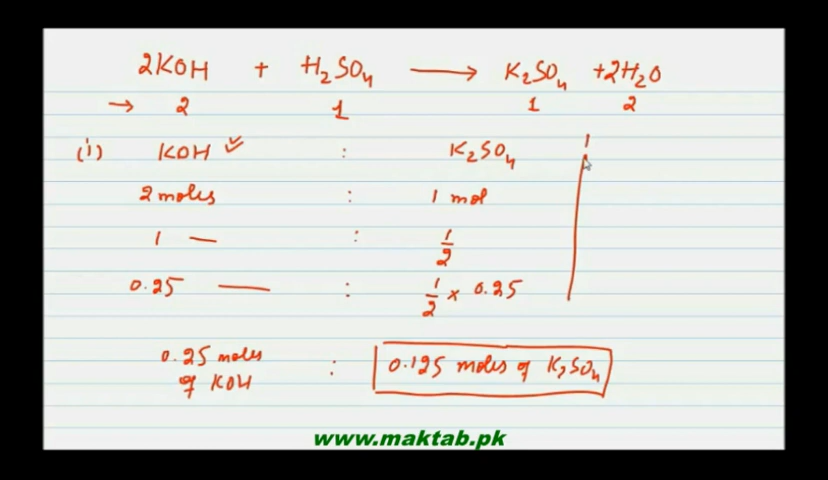 2KOH + H₂SO₄ → K₂SO₄ + 2H₂O
→ 2 1 1 2
(i) KOH ✓ : K₂SO₄
2 moles : 1 mol
1 — : 1/2
0.25 — : 1/2 × 0.25
0.25 moles of KOH : 0.125 moles of K₂SO₄
www.maktab.pk